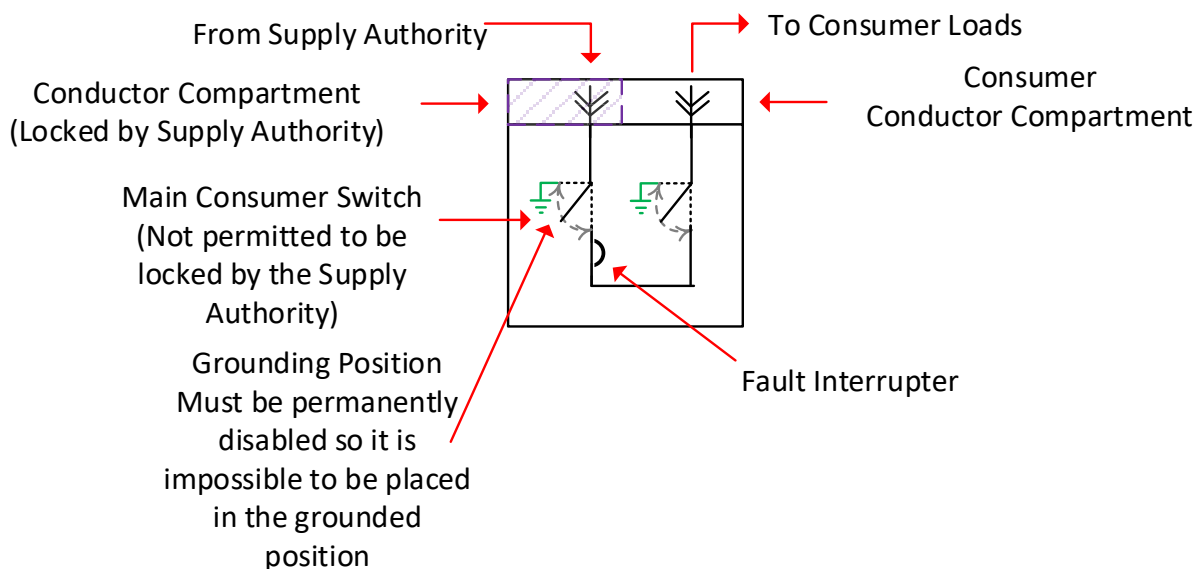 From Supply Authority
To Consumer Loads
Conductor Compartment
(Locked by Supply Authority)
Consumer
Conductor Compartment
Main Consumer Switch
(Not permitted to be
locked by the Supply
Authority)
Grounding Position
Must be permanently
disabled so it is
impossible to be placed
in the grounded
position
Fault Interrupter